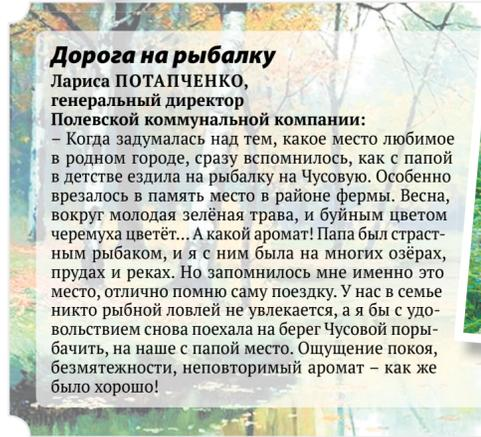 Дорога на рыбалку
Лариса ПОТАПЧЕНКО,
генеральный директор
Полевской коммунальной компании:
– Когда задумалась над тем, какое место любимое
в родном городе, сразу вспомнилось, как с папой
в детстве ездила на рыбалку на Чусовую. Особенно
врезалось в память место в районе фермы. Весна,
вокруг молодая зелёная трава, и буйным цветом
черемуха цветёт... А какой аромат! Папа был страст-
ным рыбаком, и я с ним была на многих озёрах,
прудах и реках. Но запомнилось мне именно это
место, отлично помню саму поездку. У нас в семье
никто рыбной ловлей не увлекается, а я бы с удо-
вольствием снова поехала на берег Чусовой поры-
бачить, на наше с папой место. Ощущение покоя,
безмятежности, неповторимый аромат – как же
было хорошо!